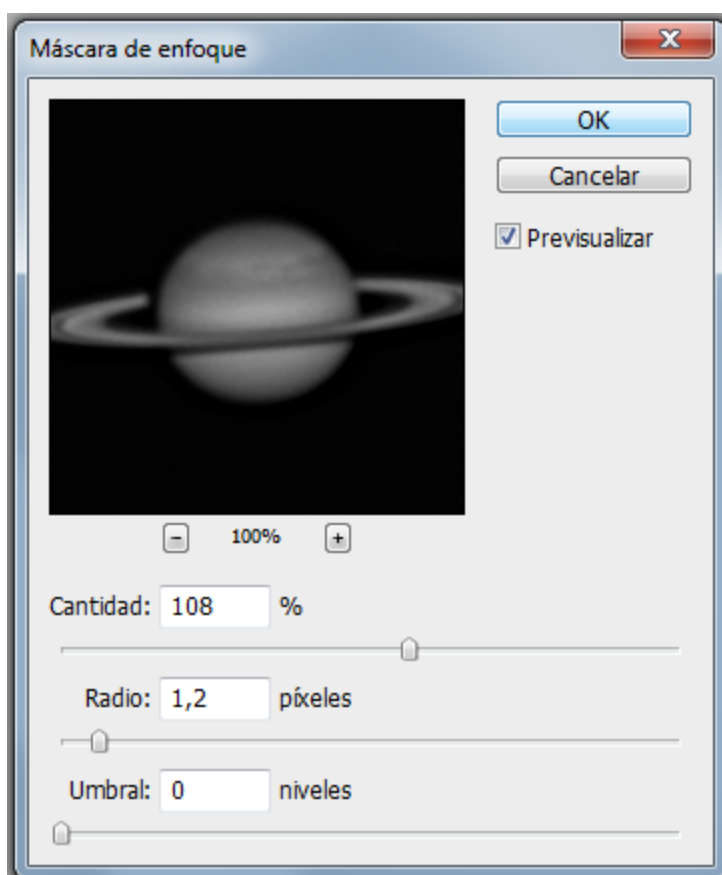 Máscara de enfoque
OK
Cancelar
Previsualizar
100%
Cantidad: 108 %
Radio: 1,2 píxeles
Umbral: 0 niveles